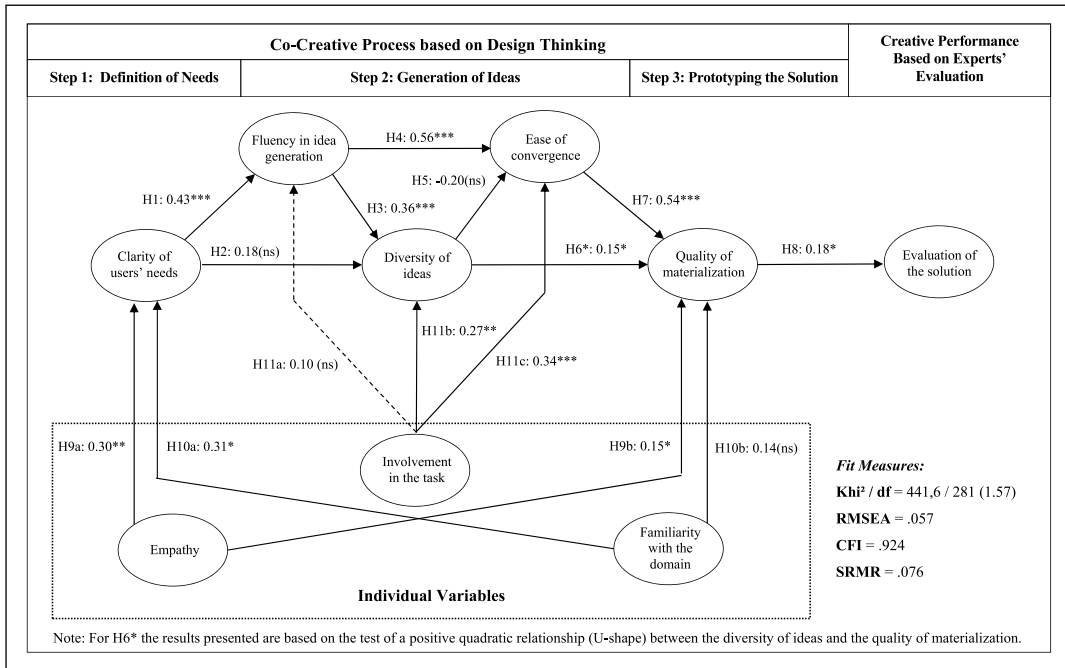 Co-Creative Process based on Design Thinking
Creative Performance
Based on Experts’
Evaluation
Step 1: Definition of Needs
Step 2: Generation of Ideas
Step 3: Prototyping the Solution
Fluency in idea
generation
H4: 0.56***
Ease of
convergence
H5: -0.20(ns)
H1: 0.43***
H3: 0.36***
H7: 0.54***
Clarity of
users’ needs
H2: 0.18(ns)
Diversity of
ideas
H6*: 0.15*
Quality of
materialization
H8: 0.18*
Evaluation of
the solution
H11a: 0.10 (ns)
H11b: 0.27**
H11c: 0.34***
H9a: 0.30**
H10a: 0.31*
Involvement
in the task
H9b: 0.15*
H10b: 0.14(ns)
Empathy
Familiarity
with the
domain
Individual Variables
Fit Measures:
Khi² / df = 441,6 / 281 (1.57)
RMSEA = .057
CFI = .924
SRMR = .076
Note: For H6* the results presented are based on the test of a positive quadratic relationship (U-shape) between the diversity of ideas and the quality of materialization.